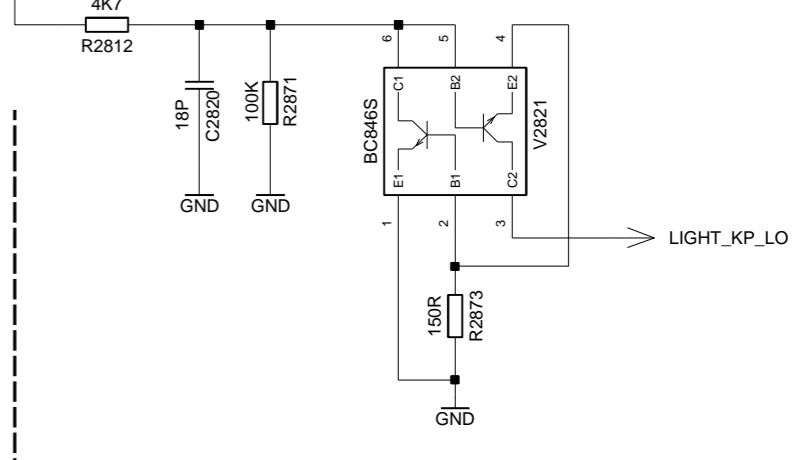 4K7
R2812
18P
C2820
100K
R2871
GND
GND
BC846S
6
5
4
C1
B2
E2
E1
B1
C2
1
2
3
V2821
LIGHT_KP_LO
150R
R2873
GND